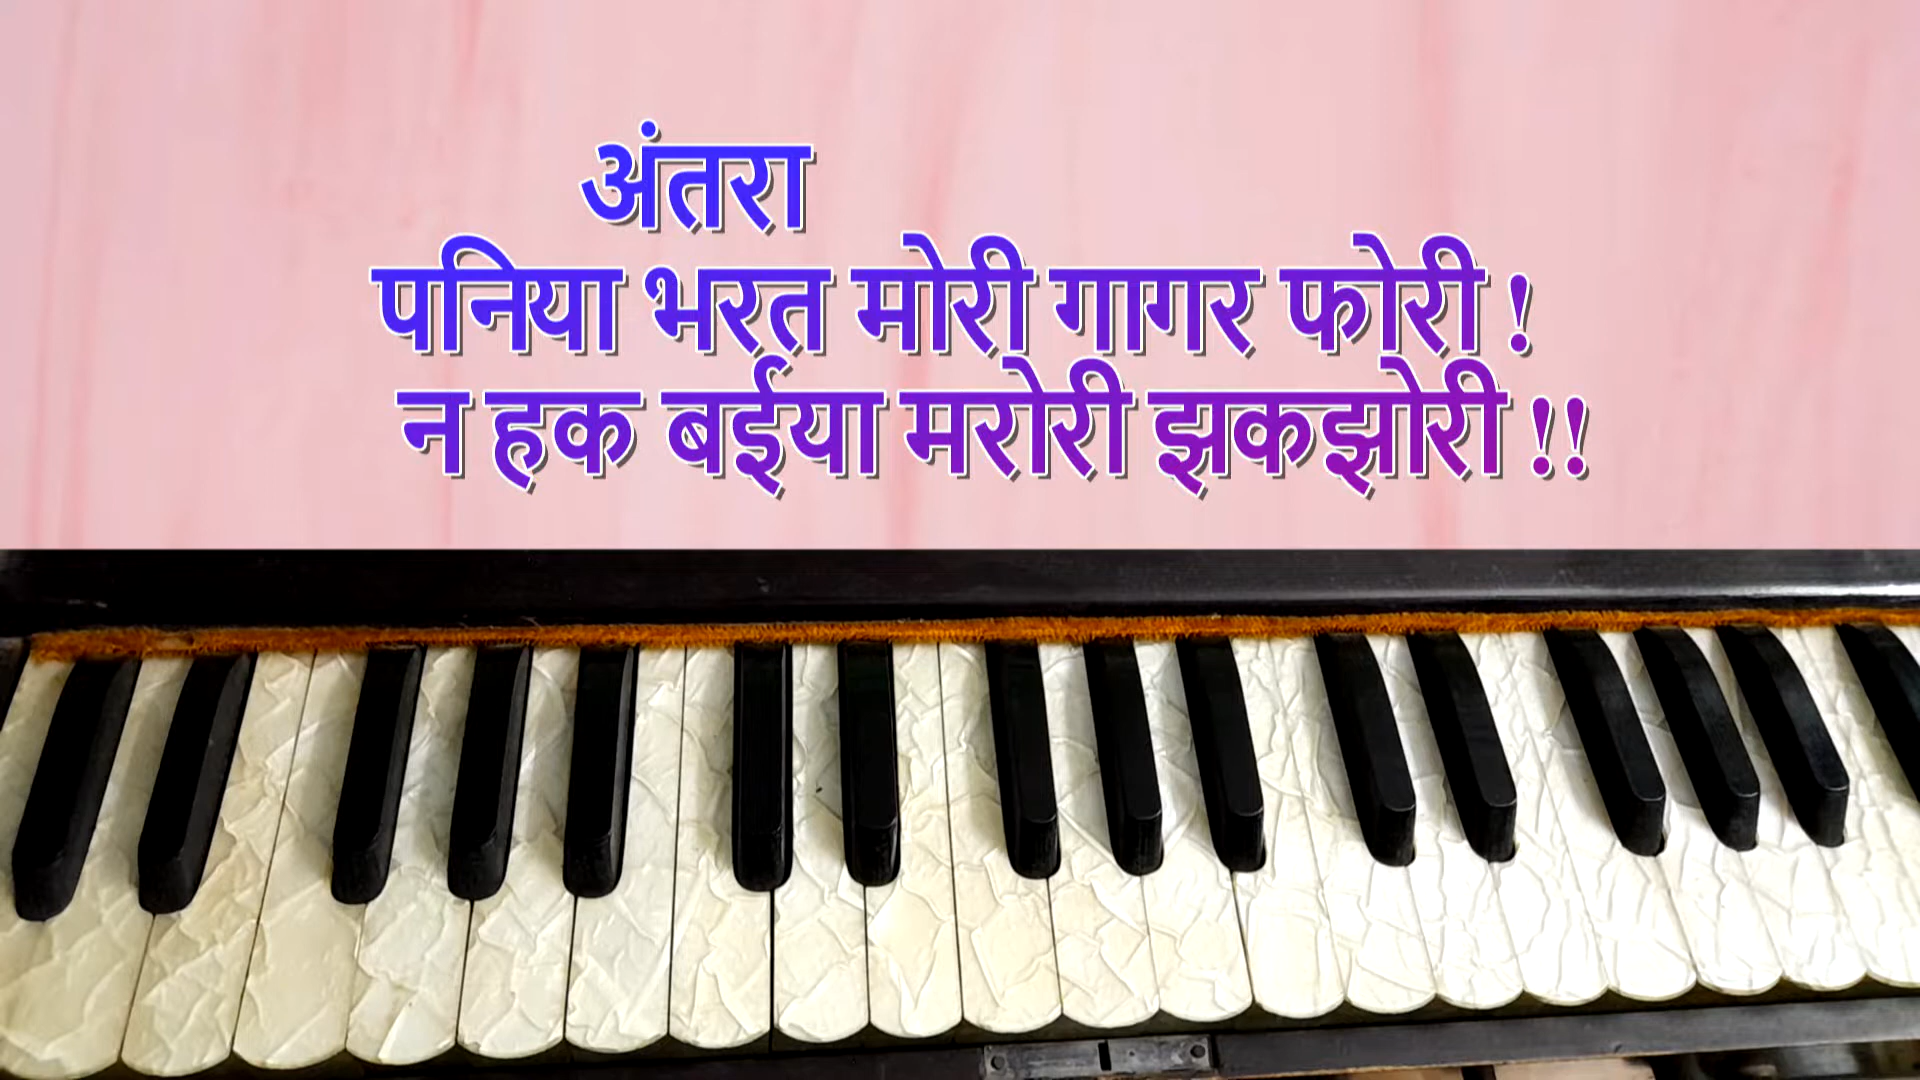 अंतरा
पनिया भरत मोरी गागर फोरी !
न हक बईया मरोरी झकझोरी !!